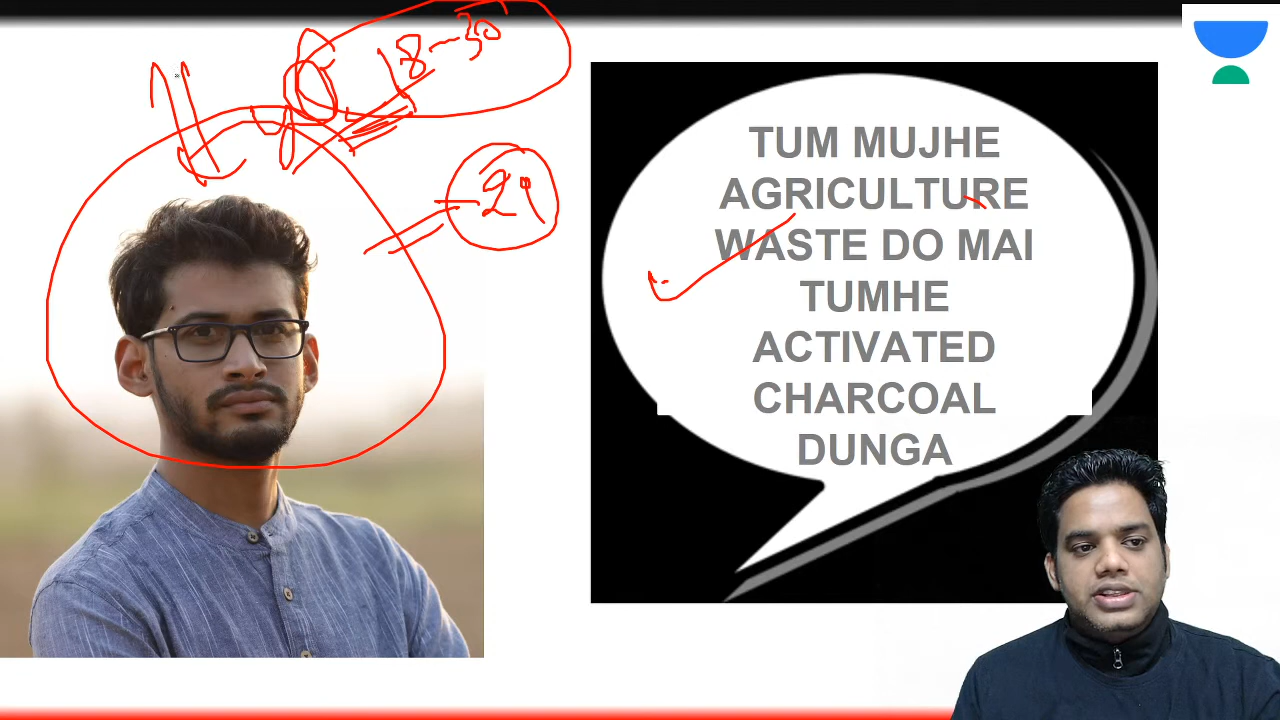 18-30
29
TUM MUJHE
AGRICULTURE
WASTE DO MAI
TUMHE
ACTIVATED
CHARCOAL
DUNGA